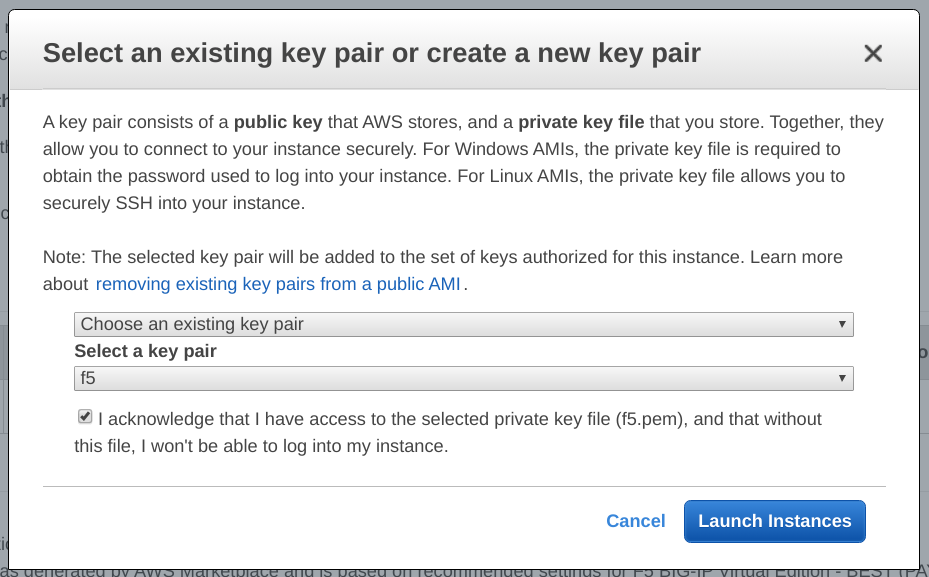 Select an existing key pair or create a new key pair
A key pair consists of a public key that AWS stores, and a private key file that you store. Together, they
allow you to connect to your instance securely. For Windows AMIs, the private key file is required to
obtain the password used to log into your instance. For Linux AMIs, the private key file allows you to
securely SSH into your instance.
Note: The selected key pair will be added to the set of keys authorized for this instance. Learn more
about removing existing key pairs from a public AMI .
Choose an existing key pair
Select a key pair
f5
I acknowledge that I have access to the selected private key file (f5.pem), and that without
this file, I won't be able to log into my instance.
Cancel Launch Instances
as generated by AWS Marketplace and is based on recommended settings for F5 BIG-IP Virtual Edition - BEST